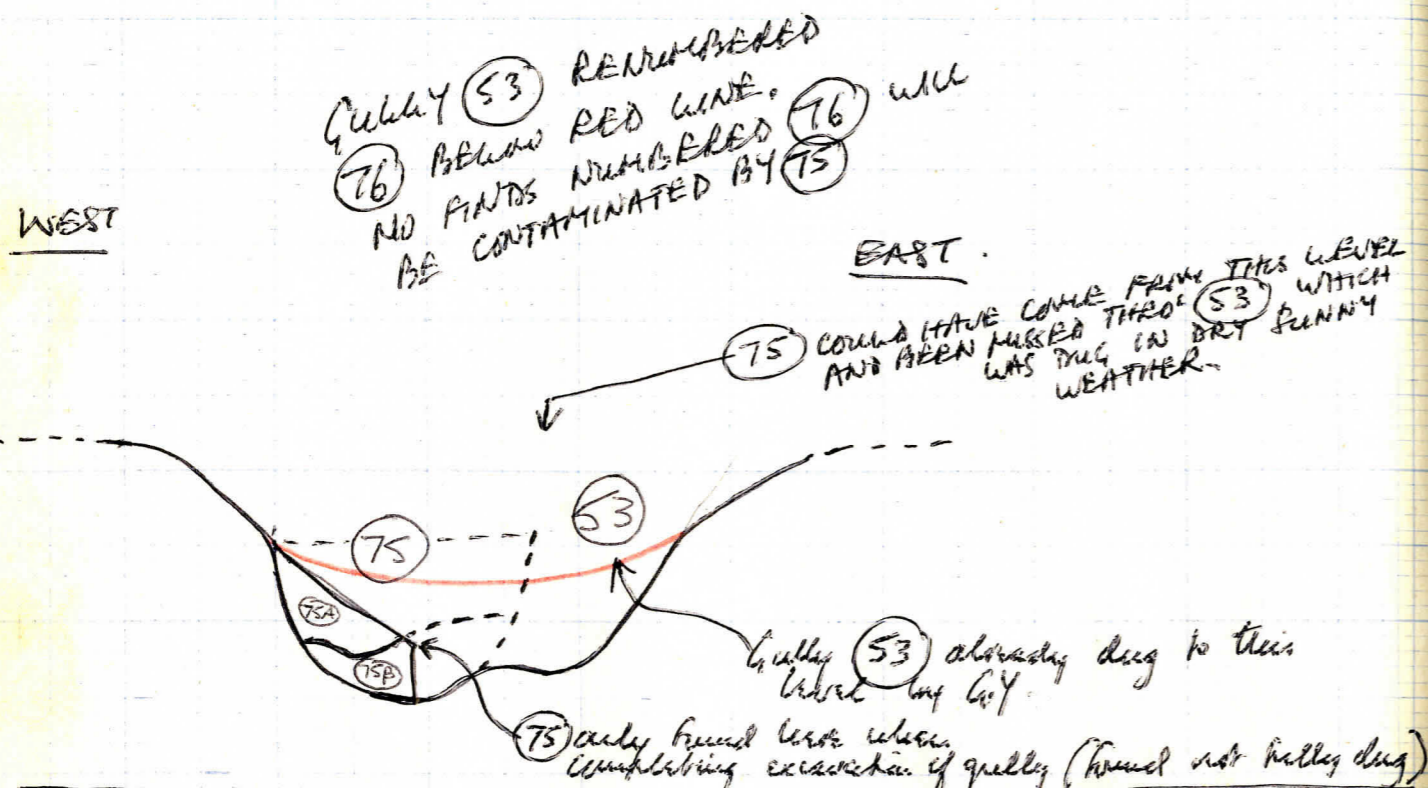 GULLY 53 RENUMBERED
76 BELOW RED LINE.
NO FINDS NUMBERED 76 WILL
BE CONTAMINATED BY 75
WEST
EAST.
75 COULD HAVE COME FROM THIS LEVEL
AND BEEN MISSED THRO' 53 WHICH
WAS DUG IN DRY SUNNY
WEATHER.
53
75
75A
75B
Gully 53 already dug to this
level by G.Y.
75 only found here when
completing excavation of gully (found not fully dug)